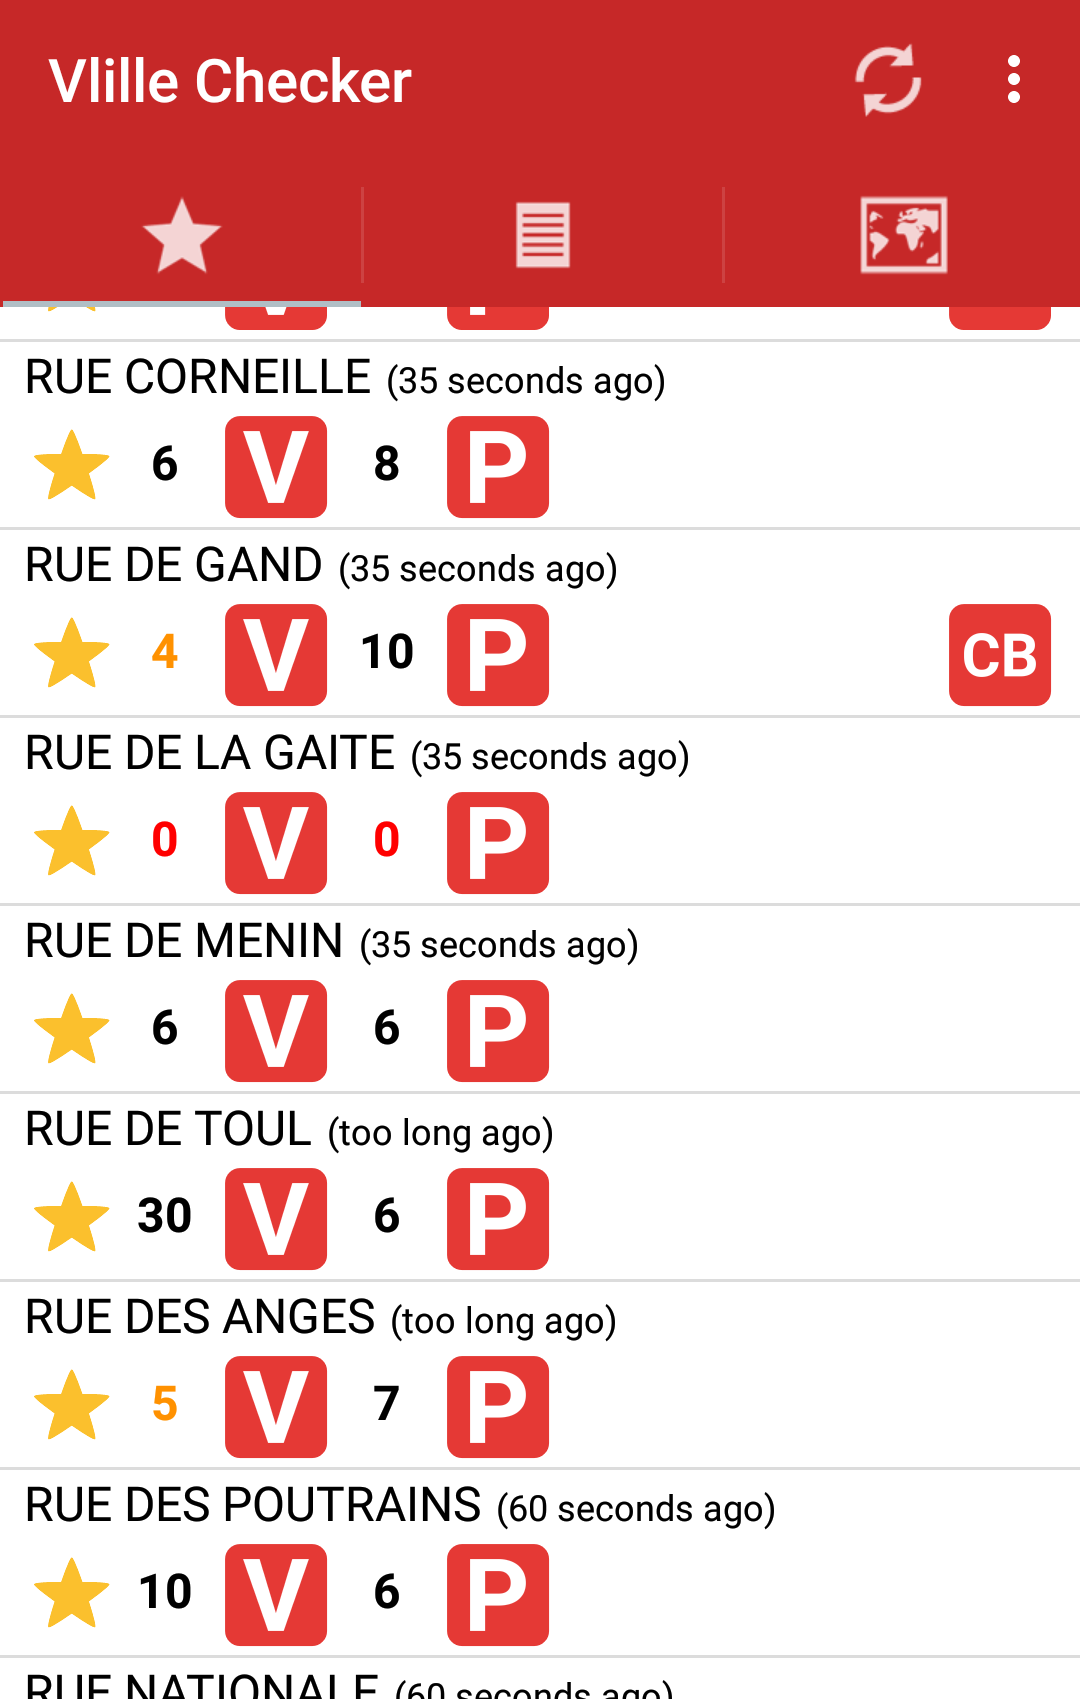 Vlille Checker
RUE CORNEILLE (35 seconds ago)
6 V 8 P
RUE DE GAND (35 seconds ago)
4 V 10 P CB
RUE DE LA GAITE (35 seconds ago)
0 V 0 P
RUE DE MENIN (35 seconds ago)
6 V 6 P
RUE DE TOUL (too long ago)
30 V 6 P
RUE DES ANGES (too long ago)
5 V 7 P
RUE DES POUTRAINS (60 seconds ago)
10 V 6 P
RUE NATIONALE (60 seconds ago)